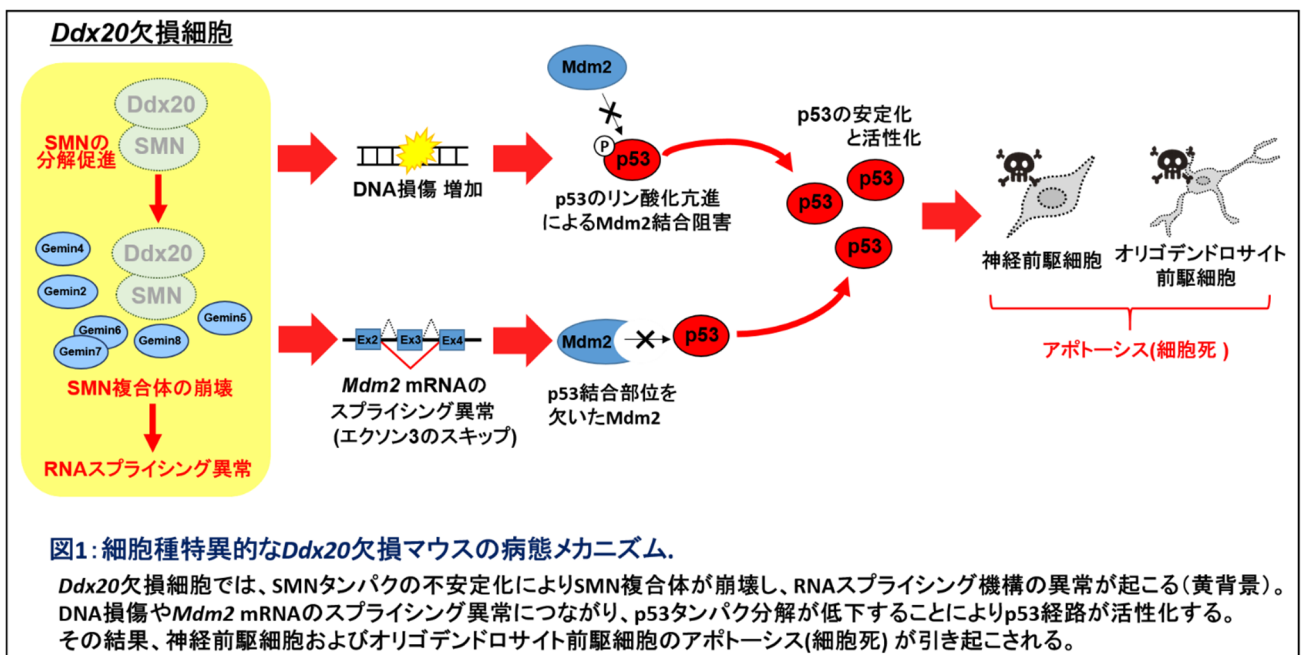 Ddx20欠損細胞
Ddx20
SMN
SMNの
分解促進
Ddx20
SMN
Gemin4
Gemin2
Gemin6
Gemin7
Gemin8
Gemin5
SMN複合体の崩壊
RNAスプライシング異常
DNA損傷 増加
Mdm2
P
p53
p53のリン酸化亢進
によるMdm2結合阻害
Ex2
Ex3
Ex4
Mdm2 mRNAの
スプライシング異常
(エクソン3のスキップ)
Mdm2
p53
p53結合部位を
欠いたMdm2
p53の安定化
と活性化
p53
p53
p53
神経前駆細胞
オリゴデンドロサイト
前駆細胞
アポトーシス(細胞死 )
図1:細胞種特異的なDdx20欠損マウスの病態メカニズム.
Ddx20欠損細胞では、SMNタンパクの不安定化によりSMN複合体が崩壊し、RNAスプライシング機構の異常が起こる(黄背景)。
DNA損傷やMdm2 mRNAのスプライシング異常につながり、p53タンパク分解が低下することによりp53経路が活性化する。
その結果、神経前駆細胞およびオリゴデンドロサイト前駆細胞のアポトーシス(細胞死) が引き起こされる。